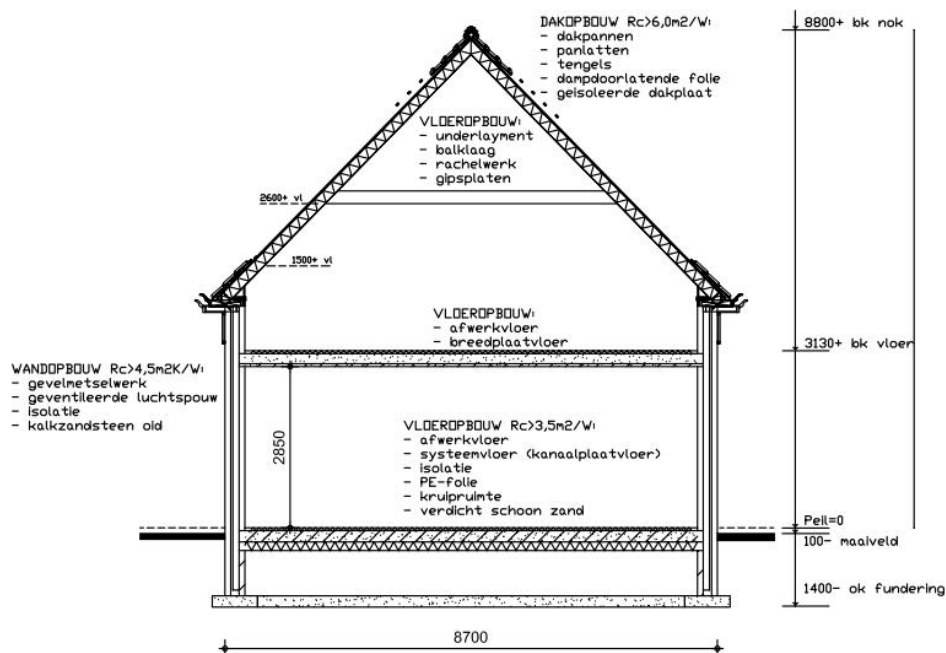 DAKOPBOUW Rc>6,0m2/W:
- dakpannen
- panlatten
- tengels
- dampdoorlatende folie
- geisoleerde dakplaat
8800+ bk nok
VLOEROPBOUW:
- underlayment
- balklaag
- rachelwerk
- gipsplaten
2600+ vl
1500+ vl
VLOEROPBOUW:
- afwerkvloer
- breedplaatvloer
3130+ bk vloer
WANDOPBOUW Rc>4,5m2K/W:
- gevelmetselwerk
- geventileerde luchtspouw
- isolatie
- kalkzandsteen oid
2850
VLOEROPBOUW Rc>3,5m2/W:
- afwerkvloer
- systeemvloer (kanaalplaatvloer)
- isolatie
- PE-folie
- kruipruimte
- verdicht schoon zand
Peil=0
100- maaiveld
1400- ok fundering
8700